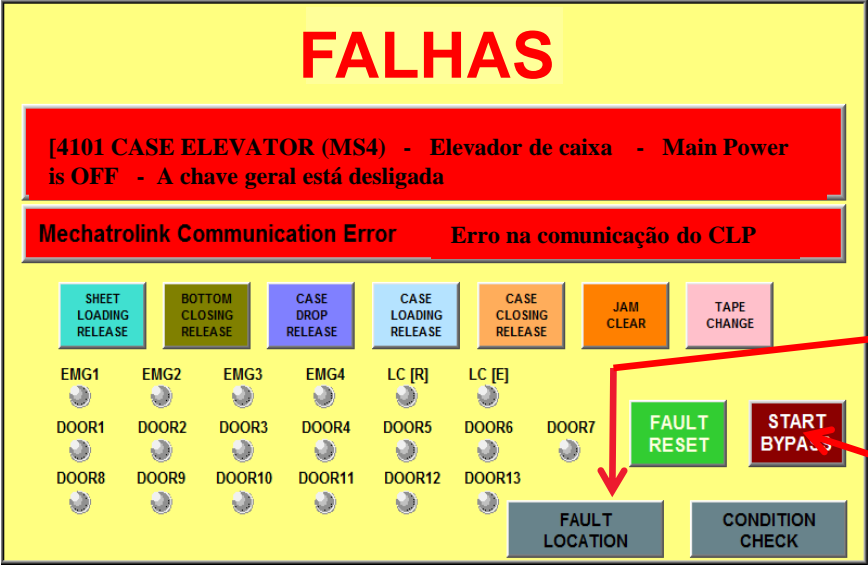 FALHAS
[4101 CASE ELEVATOR (MS4) - Elevador de caixa - Main Power
is OFF - A chave geral está desligada
Mechatrolink Communication Error Erro na comunicação do CLP
SHEET
LOADING
RELEASE
BOTTOM
CLOSING
RELEASE
CASE
DROP
RELEASE
CASE
LOADING
RELEASE
CASE
CLOSING
RELEASE
JAM
CLEAR
TAPE
CHANGE
EMG1 EMG2 EMG3 EMG4 LC [R] LC [E]
DOOR1 DOOR2 DOOR3 DOOR4 DOOR5 DOOR6 DOOR7
FAULT
RESET
START
BYPASS
DOOR8 DOOR9 DOOR10 DOOR11 DOOR12 DOOR13
FAULT
LOCATION
CONDITION
CHECK